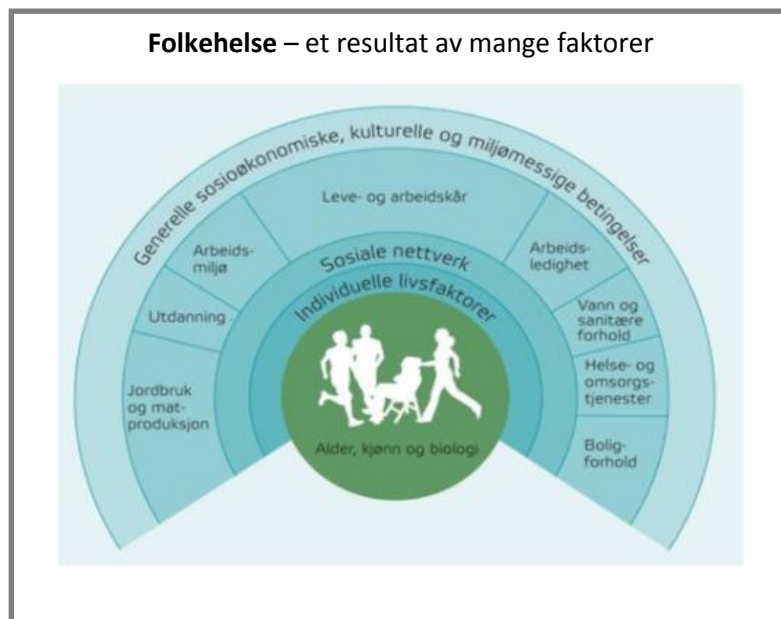 Folkehelse – et resultat av mange faktorer
Generelle sosioøkonomiske, kulturelle og miljømessige betingelser
Leve- og arbeidskår
Arbeids-
miljø
Arbeids-
ledighet
Sosiale nettverk
Individuelle livsfaktorer
Utdanning
Vann og
sanitære
forhold
Jordbruk
og mat-
produksjon
Helse- og
omsorgs-
tjenester
Bolig-
forhold
Alder, kjønn og biologi